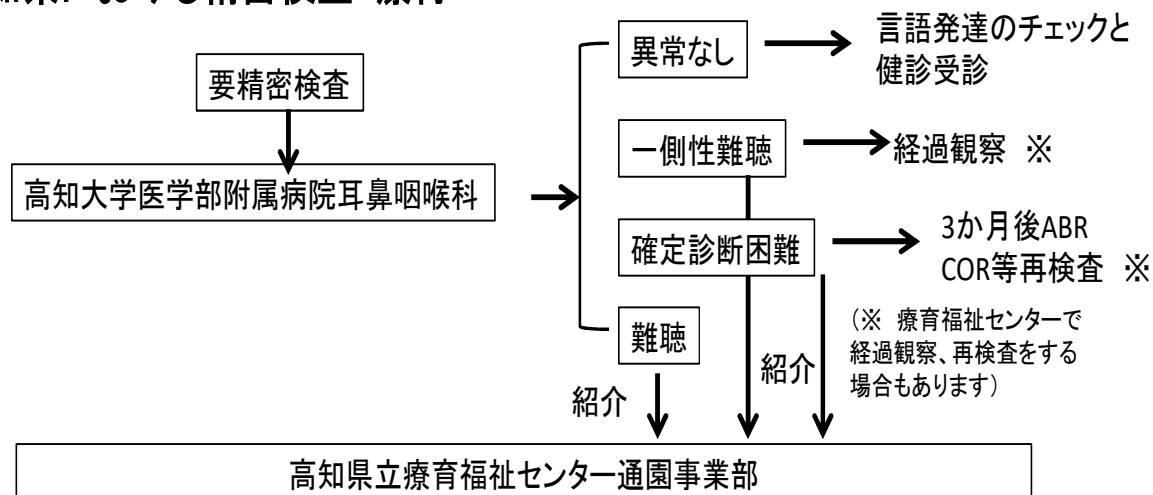 要精密検査
高知大学医学部附属病院耳鼻咽喉科
異常なし
言語発達のチェックと
健診受診
一側性難聴
経過観察 ※
確定診断困難
3か月後ABR
COR等再検査 ※
難聴
(※ 療育福祉センターで
経過観察、再検査をする
場合もあります)
紹介
紹介
高知県立療育福祉センター通園事業部